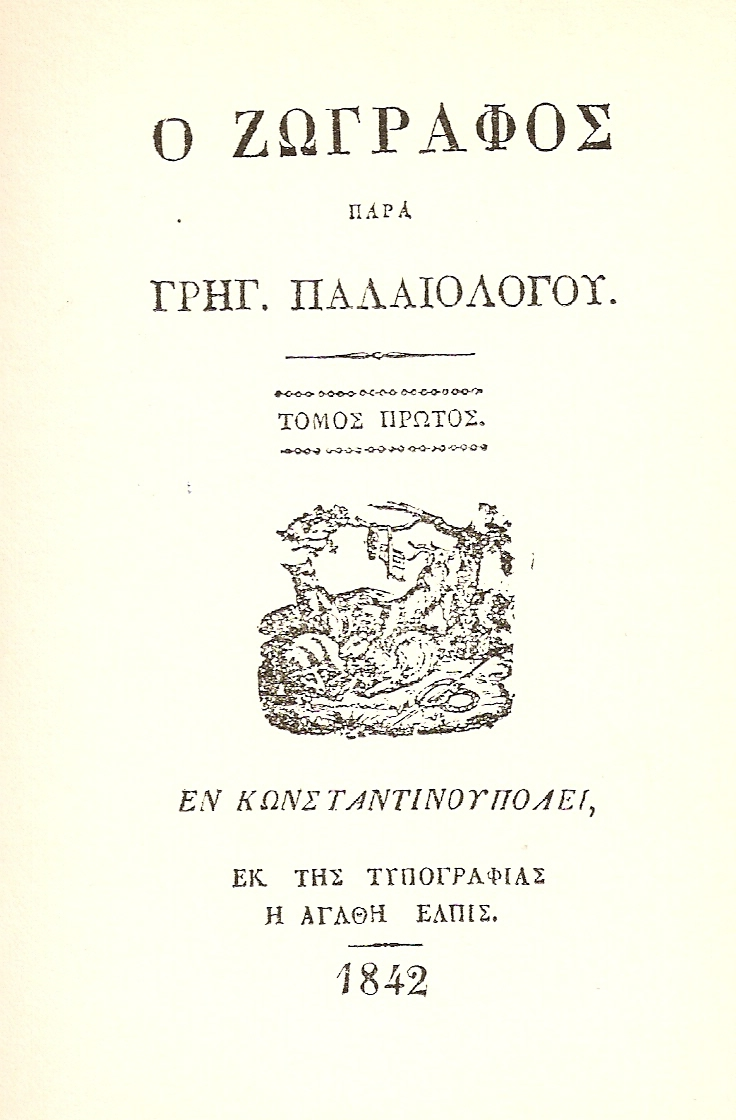 Ο ΖΩΓΡΑΦΟΣ
ΠΑΡΑ
ΓΡΗΓ. ΠΑΛΑΙΟΛΟΓΟΥ.
ΤΟΜΟΣ ΠΡΩΤΟΣ.
ΕΝ ΚΩΝΣΤΑΝΤΙΝΟΥΠΟΛΕΙ,
ΕΚ ΤΗΣ ΤΥΠΟΓΡΑΦΙΑΣ
Η ΑΓΑΘΗ ΕΛΠΙΣ.
1842